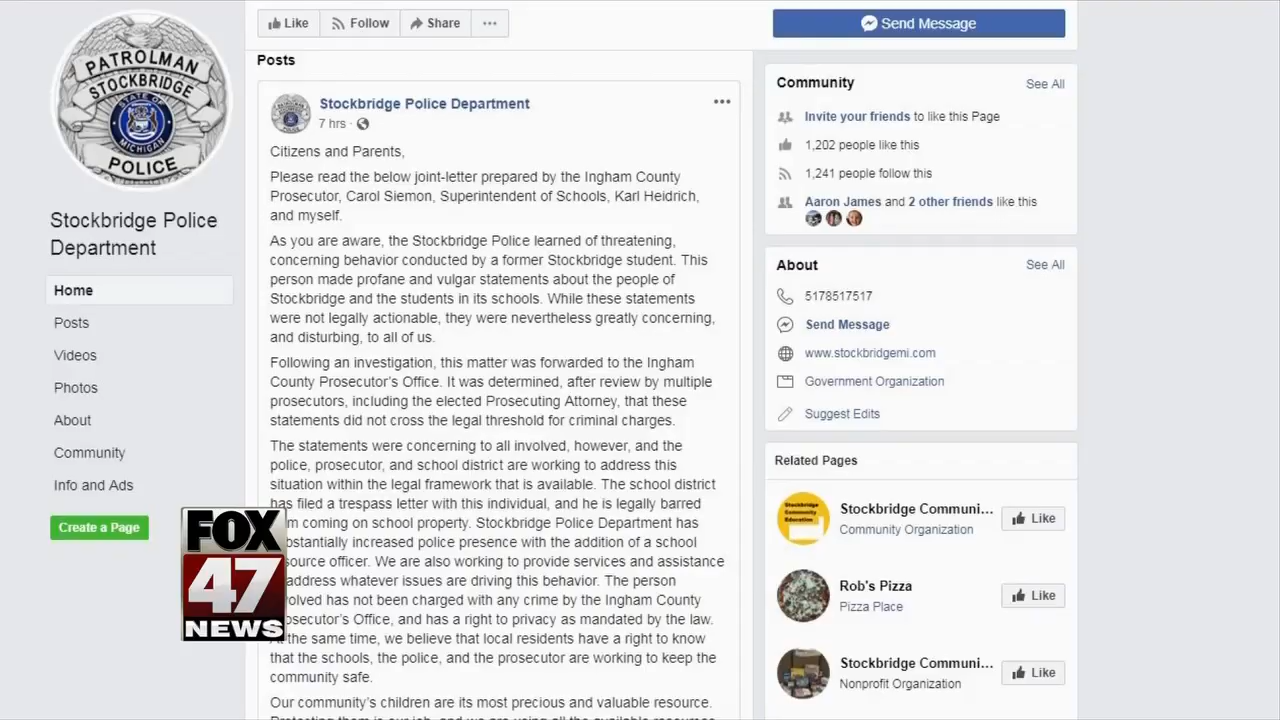 PATROLMAN
STOCKBRIDGE
STATE OF
MICHIGAN
POLICE
Stockbridge Police
Department
Home
Posts
Videos
Photos
About
Community
Info and Ads
Create a Page
Like
Follow
Share
Send Message
Posts
Stockbridge Police Department
7 hrs
Citizens and Parents,
Please read the below joint-letter prepared by the Ingham County
Prosecutor, Carol Siemon, Superintendent of Schools, Karl Heidrich,
and myself.
As you are aware, the Stockbridge Police learned of threatening,
concerning behavior conducted by a former Stockbridge student. This
person made profane and vulgar statements about the people of
Stockbridge and the students in its schools. While these statements
were not legally actionable, they were nevertheless greatly concerning,
and disturbing, to all of us.
Following an investigation, this matter was forwarded to the Ingham
County Prosecutor's Office. It was determined, after review by multiple
prosecutors, including the elected Prosecuting Attorney, that these
statements did not cross the legal threshold for criminal charges.
The statements were concerning to all involved, however, and the
police, prosecutor, and school district are working to address this
situation within the legal framework that is available. The school district
has filed a trespass letter with this individual, and he is legally barred
coming on school property. Stockbridge Police Department has
increased police presence with the addition of a school
officer. We are also working to provide services and assistance
address whatever issues are driving this behavior. The person
has not been charged with any crime by the Ingham County
Office, and has a right to privacy as mandated by the law.
the same time, we believe that local residents have a right to know
that the schools, the police, and the prosecutor are working to keep the
community safe.
Our community's children are its most precious and valuable resource.
FOX
47
NEWS
Community
See All
Invite your friends to like this Page
1,202 people like this
1,241 people follow this
Aaron James and 2 other friends like this
About
See All
5178517517
Send Message
www.stockbridgemi.com
Government Organization
Suggest Edits
Related Pages
Stockbridge Community Education
Stockbridge Communi...
Community Organization
Like
Rob's Pizza
Pizza Place
Like
Stockbridge Communi...
Nonprofit Organization
Like